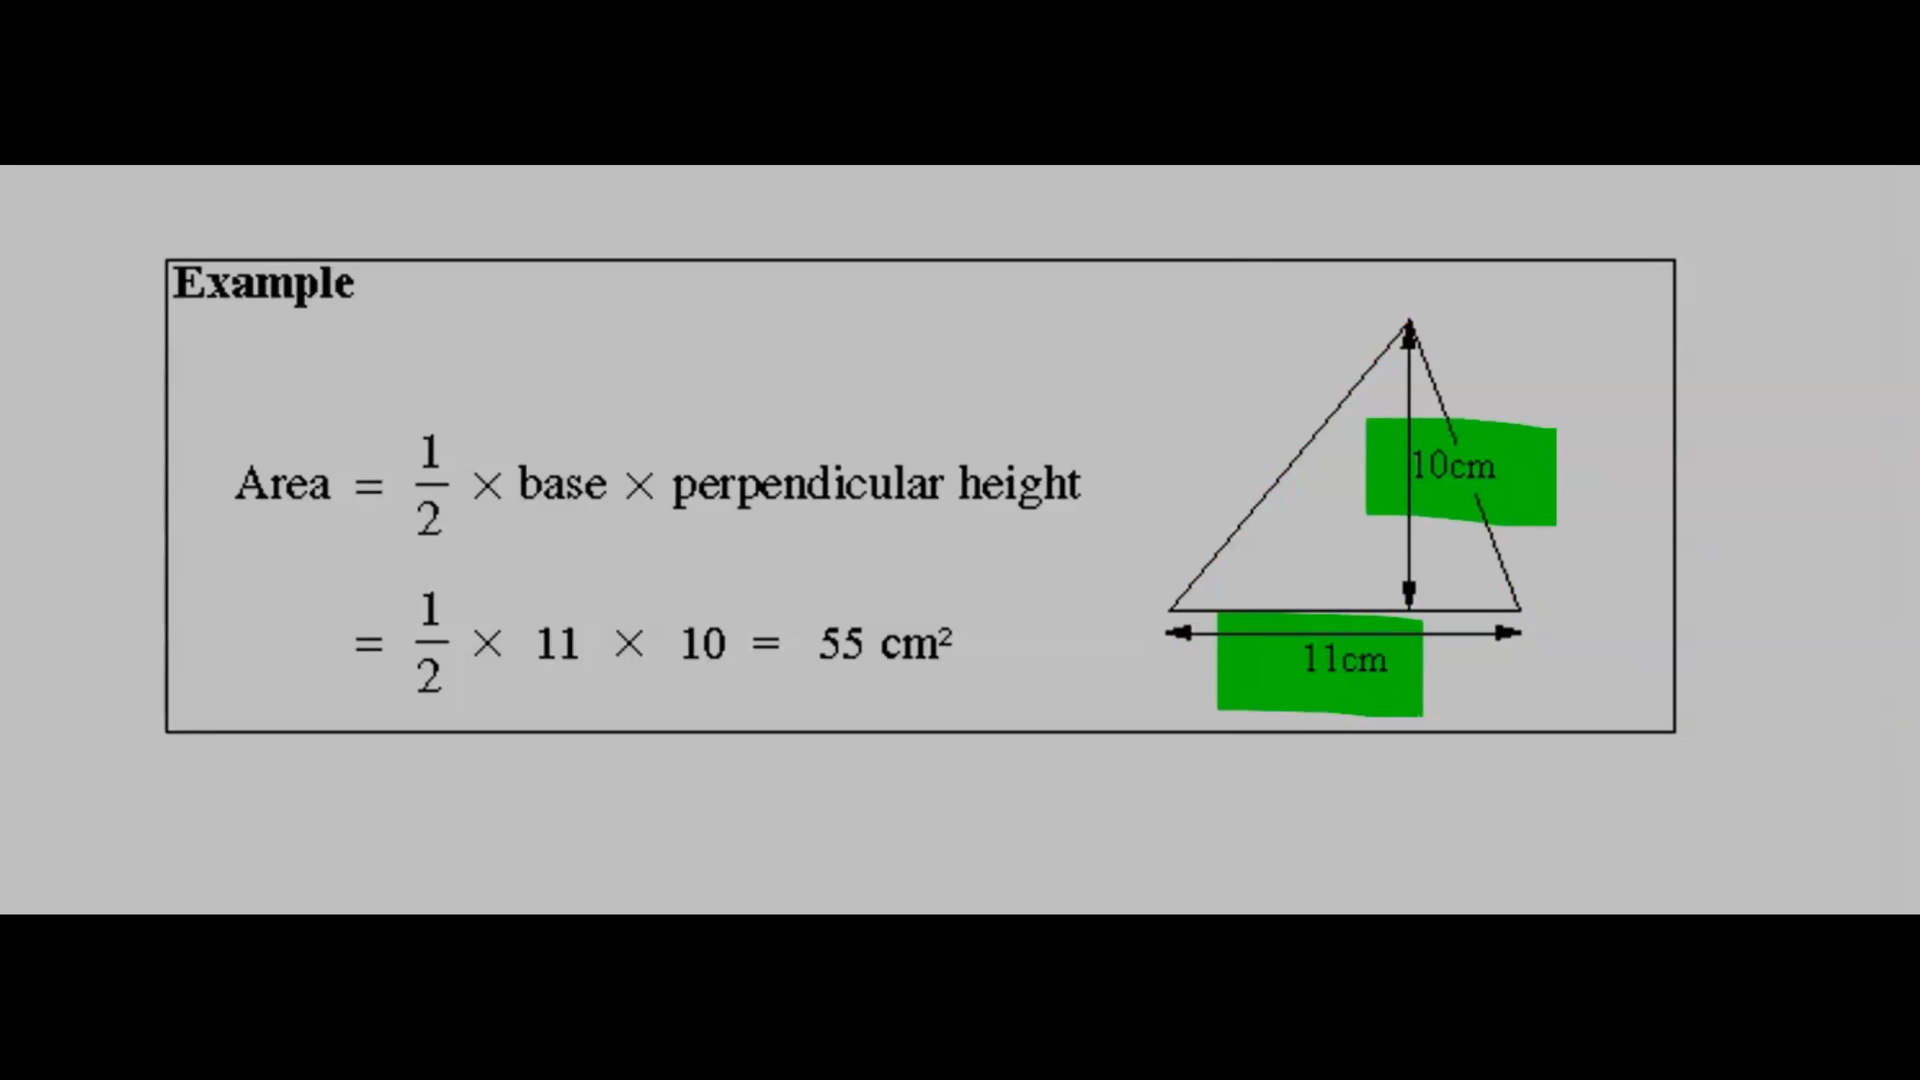 Example
Area = 1/2 × base × perpendicular height
= 1/2 × 11 × 10 = 55 cm²
10cm
11cm